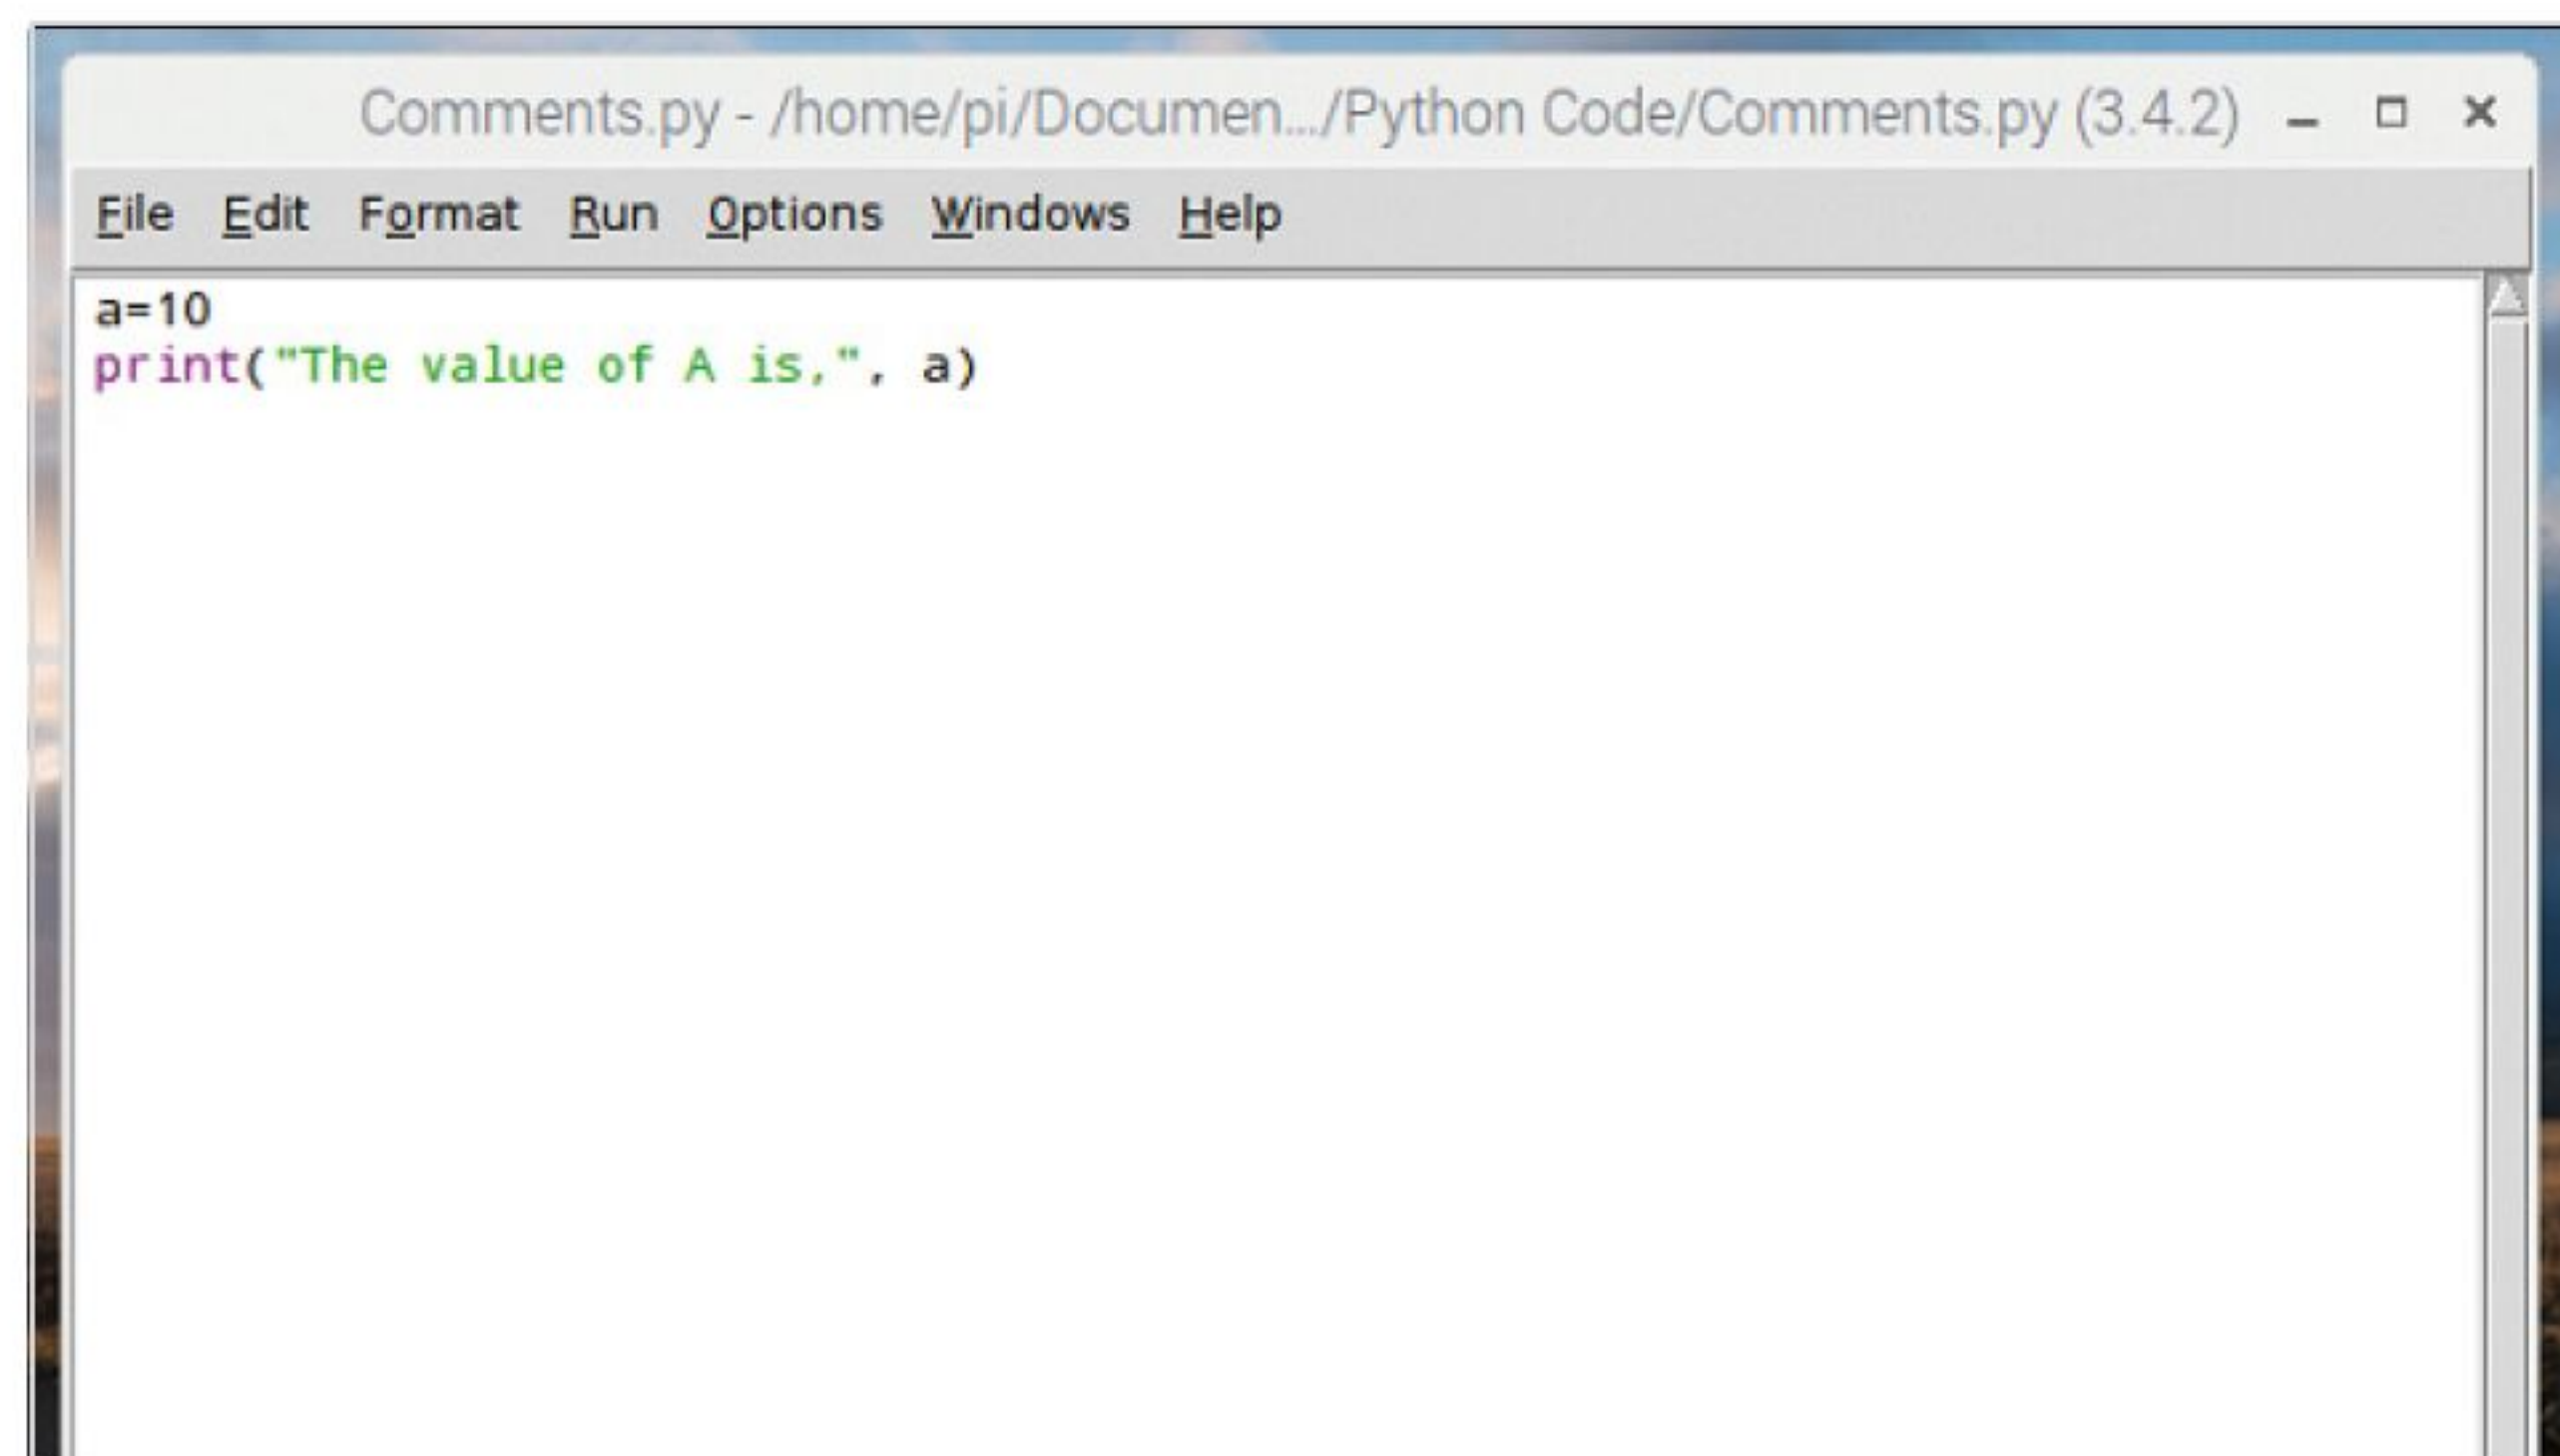 Comments.py - /home/pi/Documen.../Python Code/Comments.py (3.4.2)
File Edit Format Run Options Windows Help
a=10
print("The value of A is,", a)